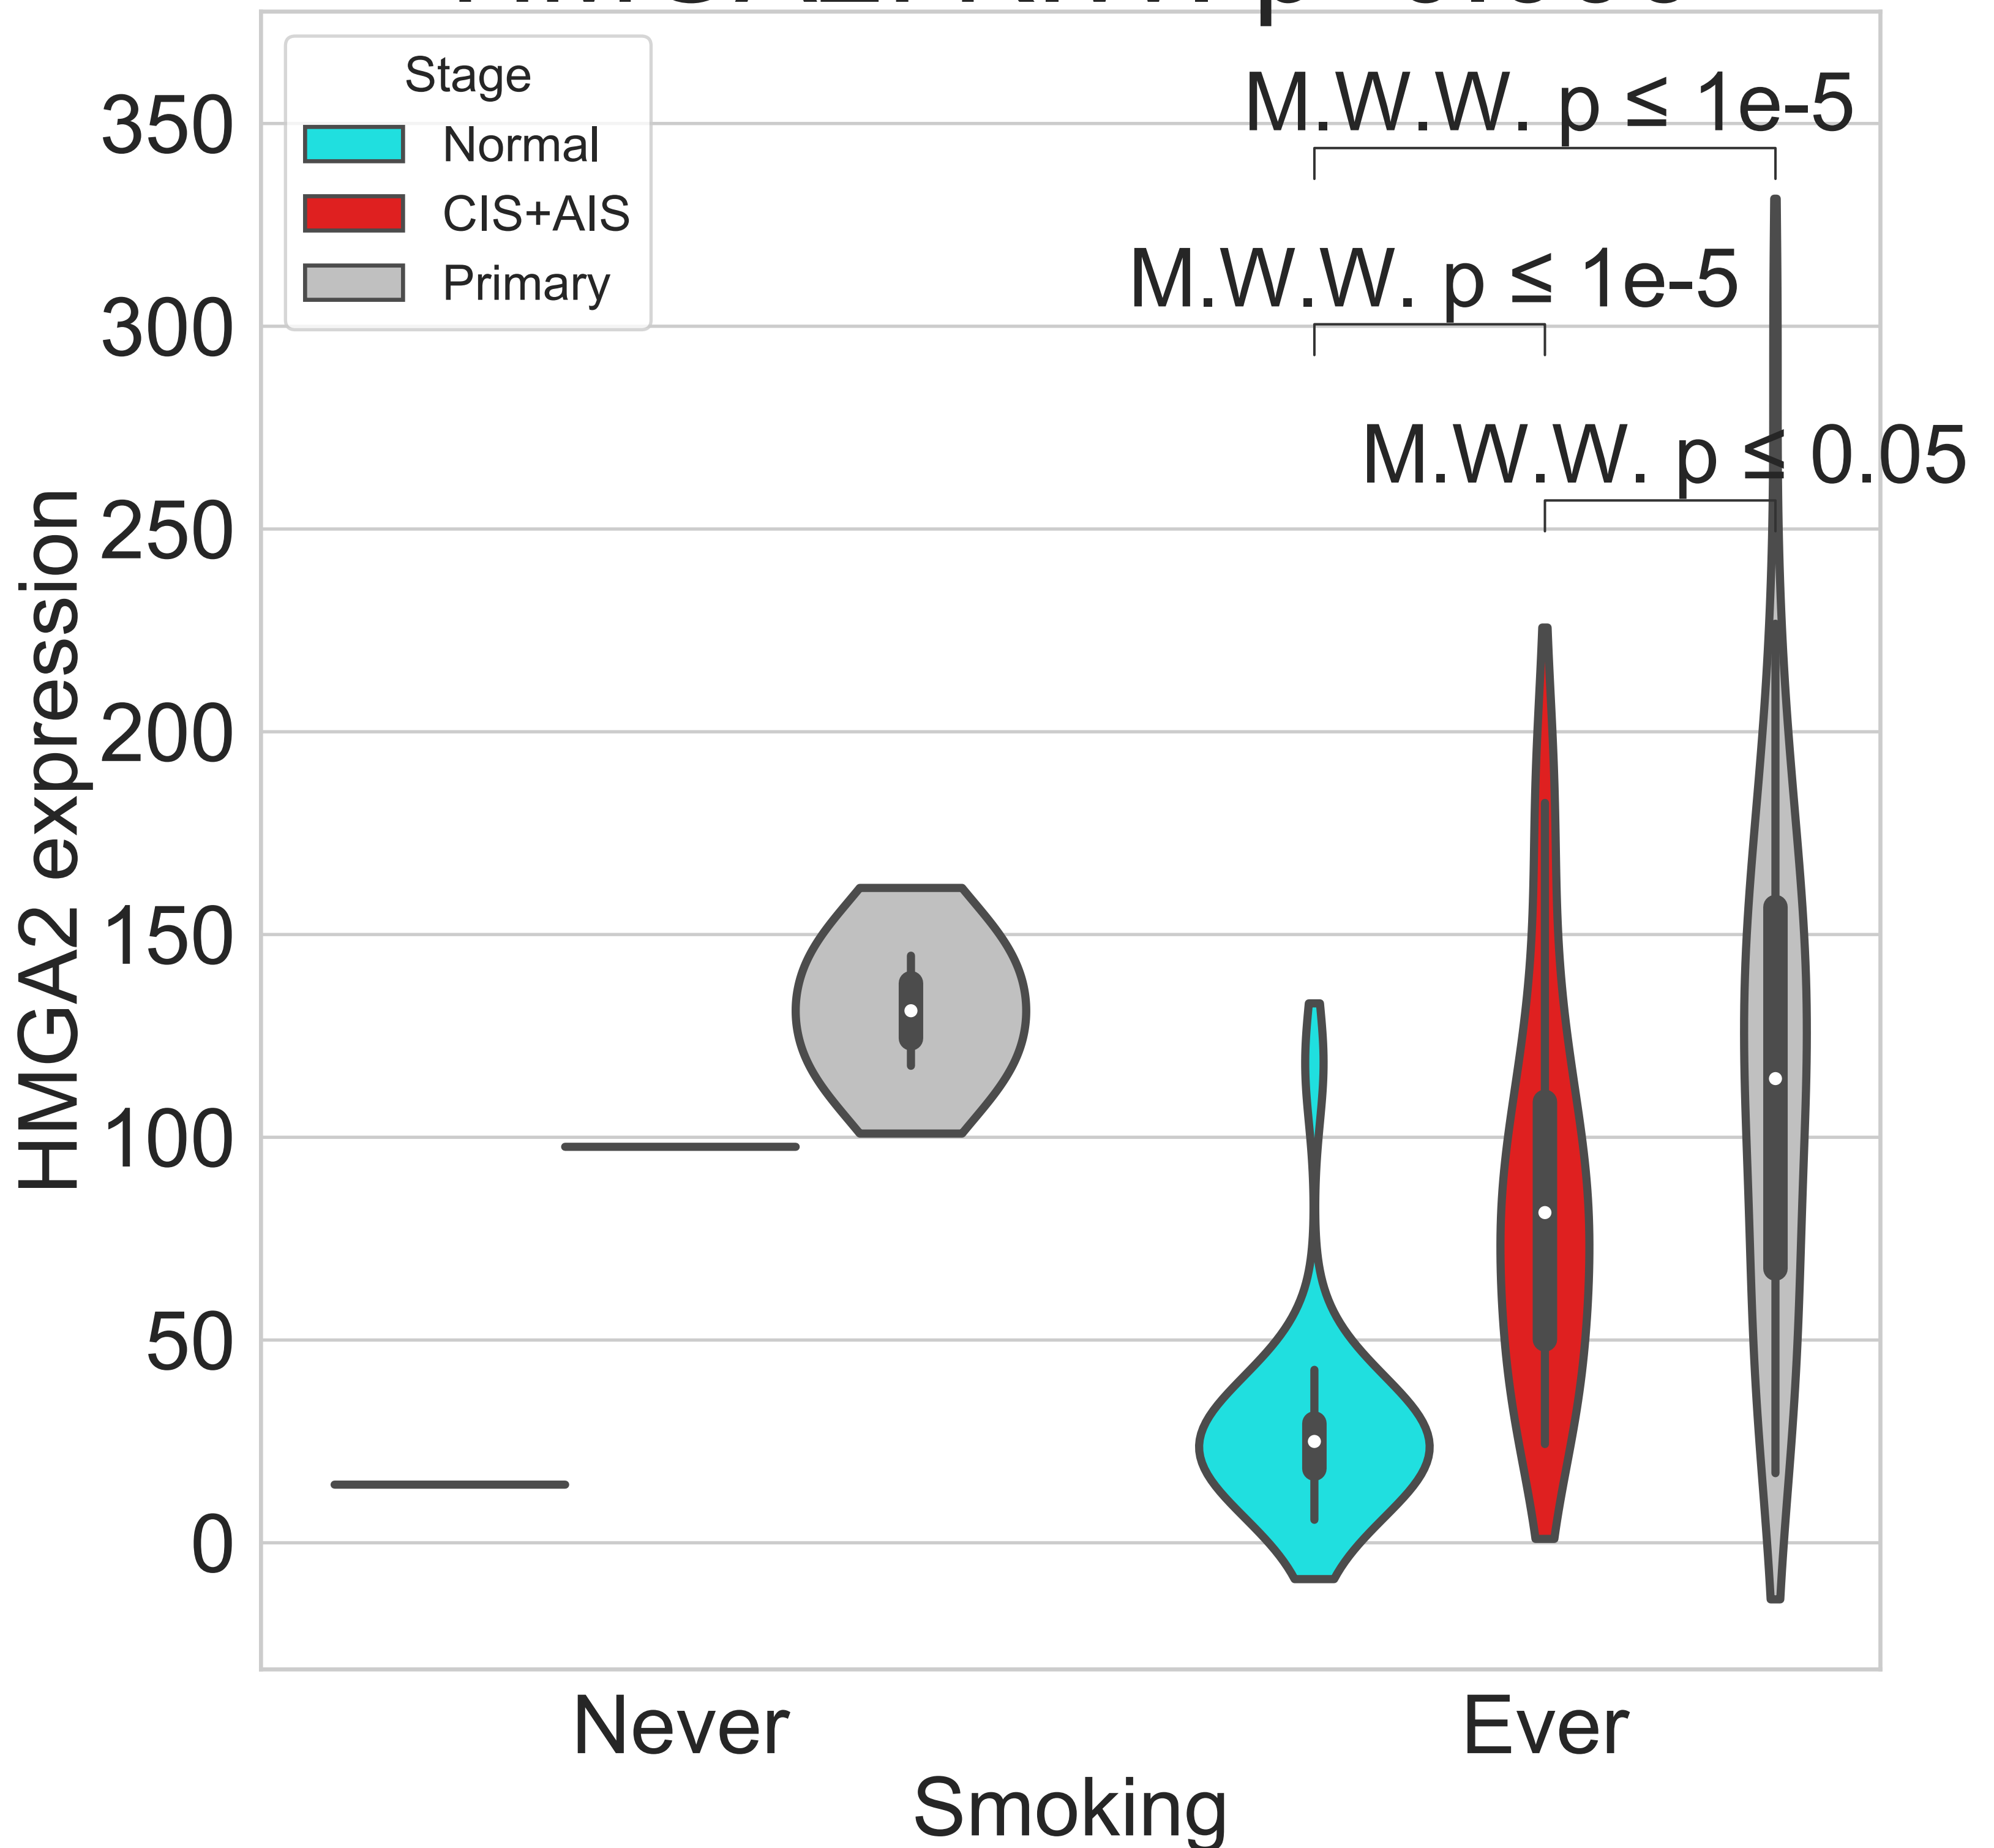 Stage
Normal
CIS+AIS
Primary
M.W.W. p ≤ 1e-5
M.W.W. p ≤ 1e-5
M.W.W. p ≤ 0.05
HMGA2 expression
350
300
250
200
150
100
50
0
Never
Ever
Smoking